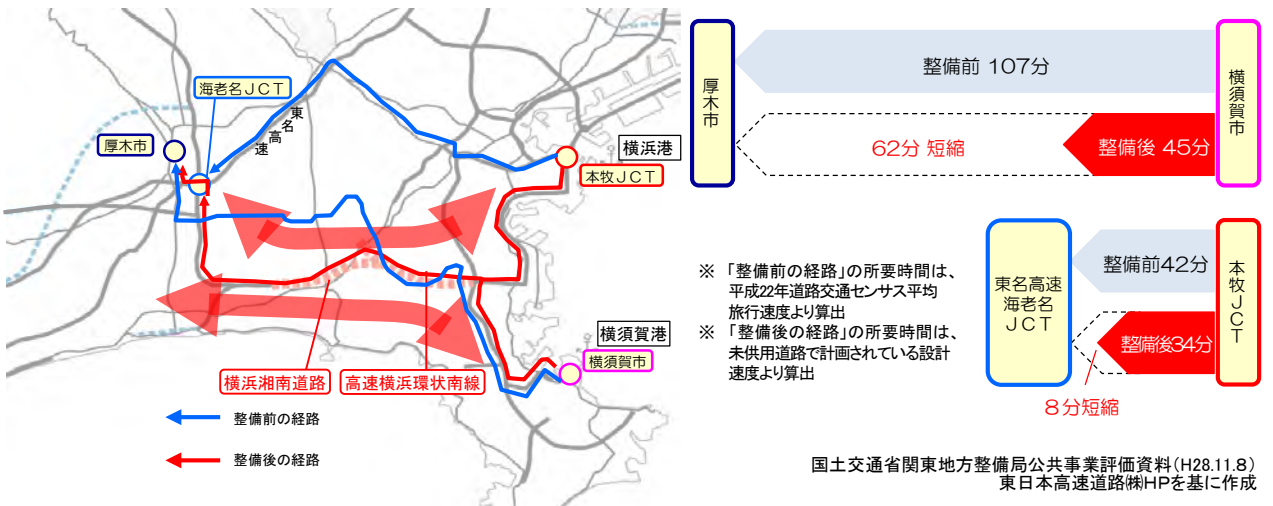 海老名JCT
東名高速
厚木市
横浜港
本牧JCT
横須賀港
横須賀市
横浜湘南道路
高速横浜環状南線
整備前の経路
整備後の経路
厚木市
整備前 107分
横須賀市
62分 短縮
整備後 45分
東名高速
海老名
JCT
整備前42分
本牧JCT
整備後34分
8分短縮
※ 「整備前の経路」の所要時間は、
平成22年道路交通センサス平均
旅行速度より算出
※ 「整備後の経路」の所要時間は、
未供用道路で計画されている設計
速度より算出
国土交通省関東地方整備局公共事業評価資料(H28.11.8)
東日本高速道路㈱HPを基に作成